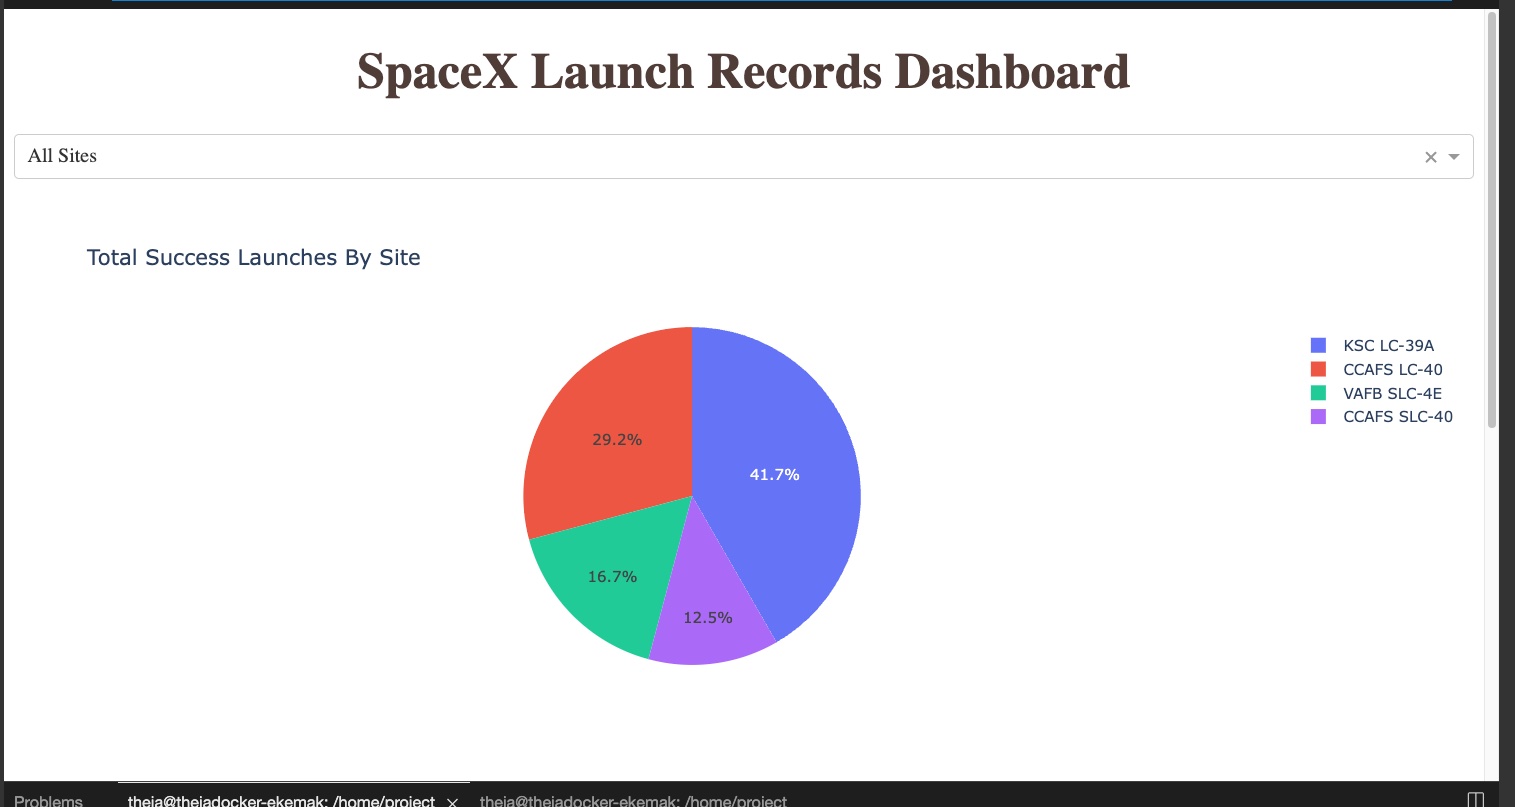 SpaceX Launch Records Dashboard
All Sites
Total Success Launches By Site
KSC LC-39A
CCAFS LC-40
VAFB SLC-4E
CCAFS SLC-40
29.2%
41.7%
16.7%
12.5%
Problems theia@theiadocker-ekemak: /home/project theia@theiadocker-ekemak: /home/project